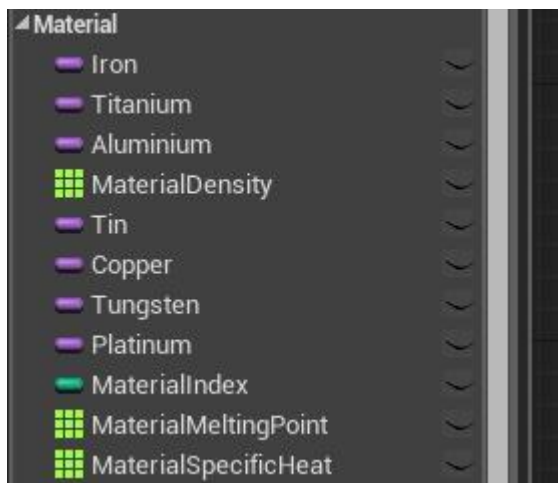 Material
Iron
Titanium
Aluminium
MaterialDensity
Tin
Copper
Tungsten
Platinum
MaterialIndex
MaterialMeltingPoint
MaterialSpecificHeat